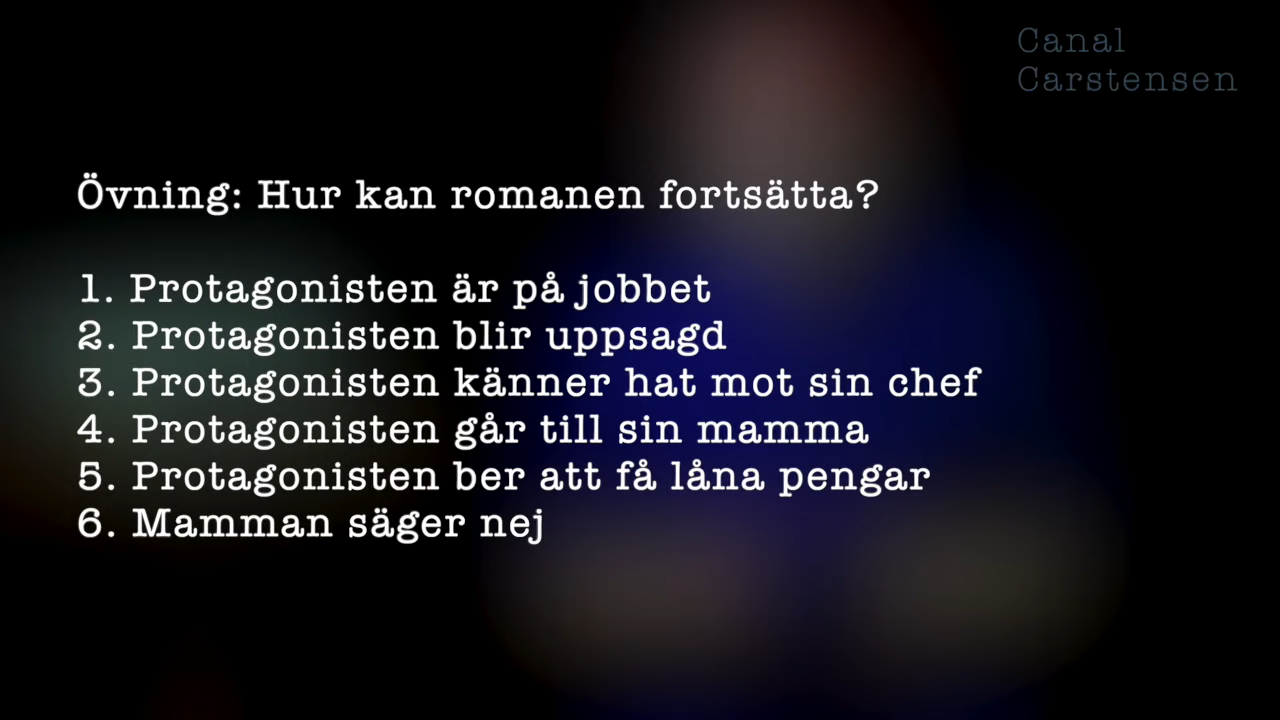 Canal
Carstensen
Övning: Hur kan romanen fortsätta?
1. Protagonisten är på jobbet
2. Protagonisten blir uppsagd
3. Protagonisten känner hat mot sin chef
4. Protagonisten går till sin mamma
5. Protagonisten ber att få låna pengar
6. Mamman säger nej